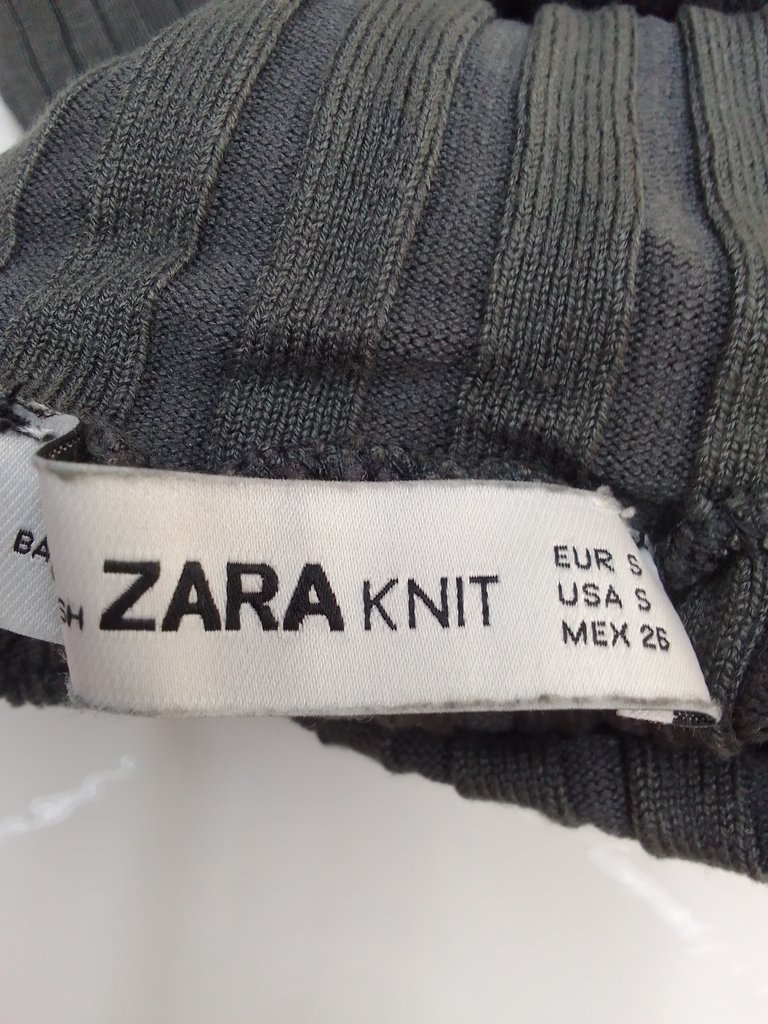 ZARA KNIT
EUR S
USA S
MEX 26